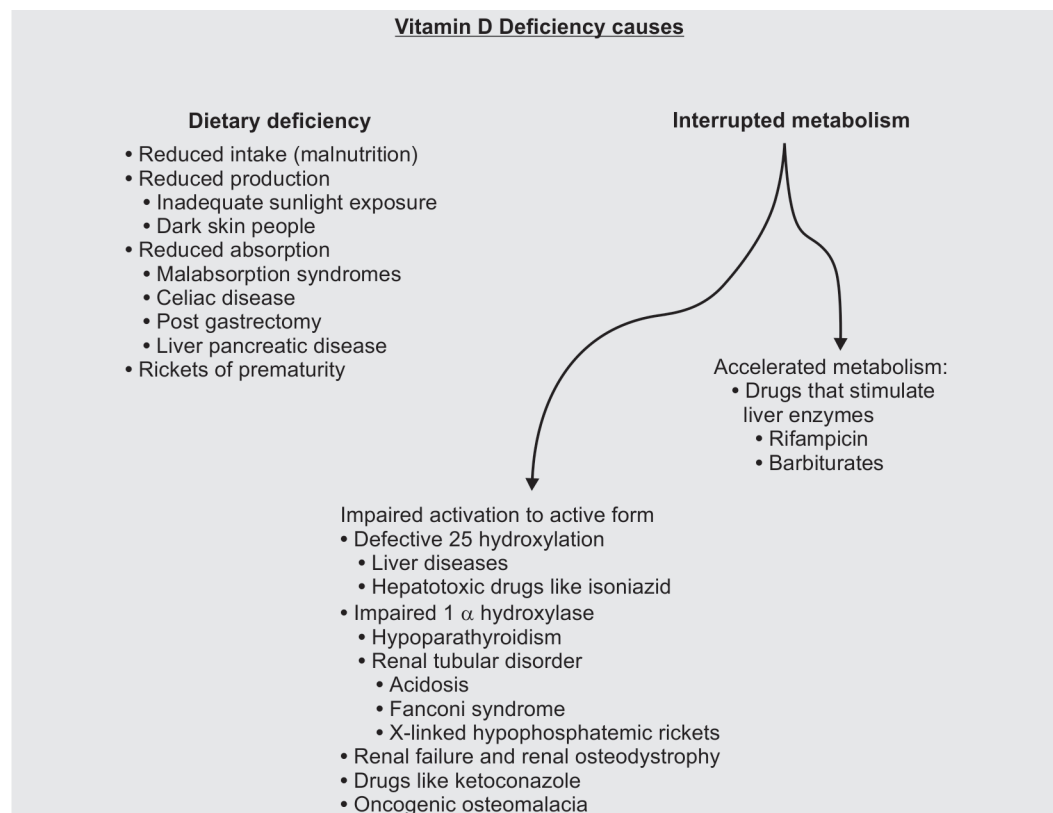 Vitamin D Deficiency causes
Dietary deficiency
• Reduced intake (malnutrition)
• Reduced production
• Inadequate sunlight exposure
• Dark skin people
• Reduced absorption
• Malabsorption syndromes
• Celiac disease
• Post gastrectomy
• Liver pancreatic disease
• Rickets of prematurity
Interrupted metabolism
Accelerated metabolism:
• Drugs that stimulate
liver enzymes
• Rifampicin
• Barbiturates
Impaired activation to active form
• Defective 25 hydroxylation
• Liver diseases
• Hepatotoxic drugs like isoniazid
• Impaired 1 α hydroxylase
• Hypoparathyroidism
• Renal tubular disorder
• Acidosis
• Fanconi syndrome
• X-linked hypophosphatemic rickets
• Renal failure and renal osteodystrophy
• Drugs like ketoconazole
• Oncogenic osteomalacia